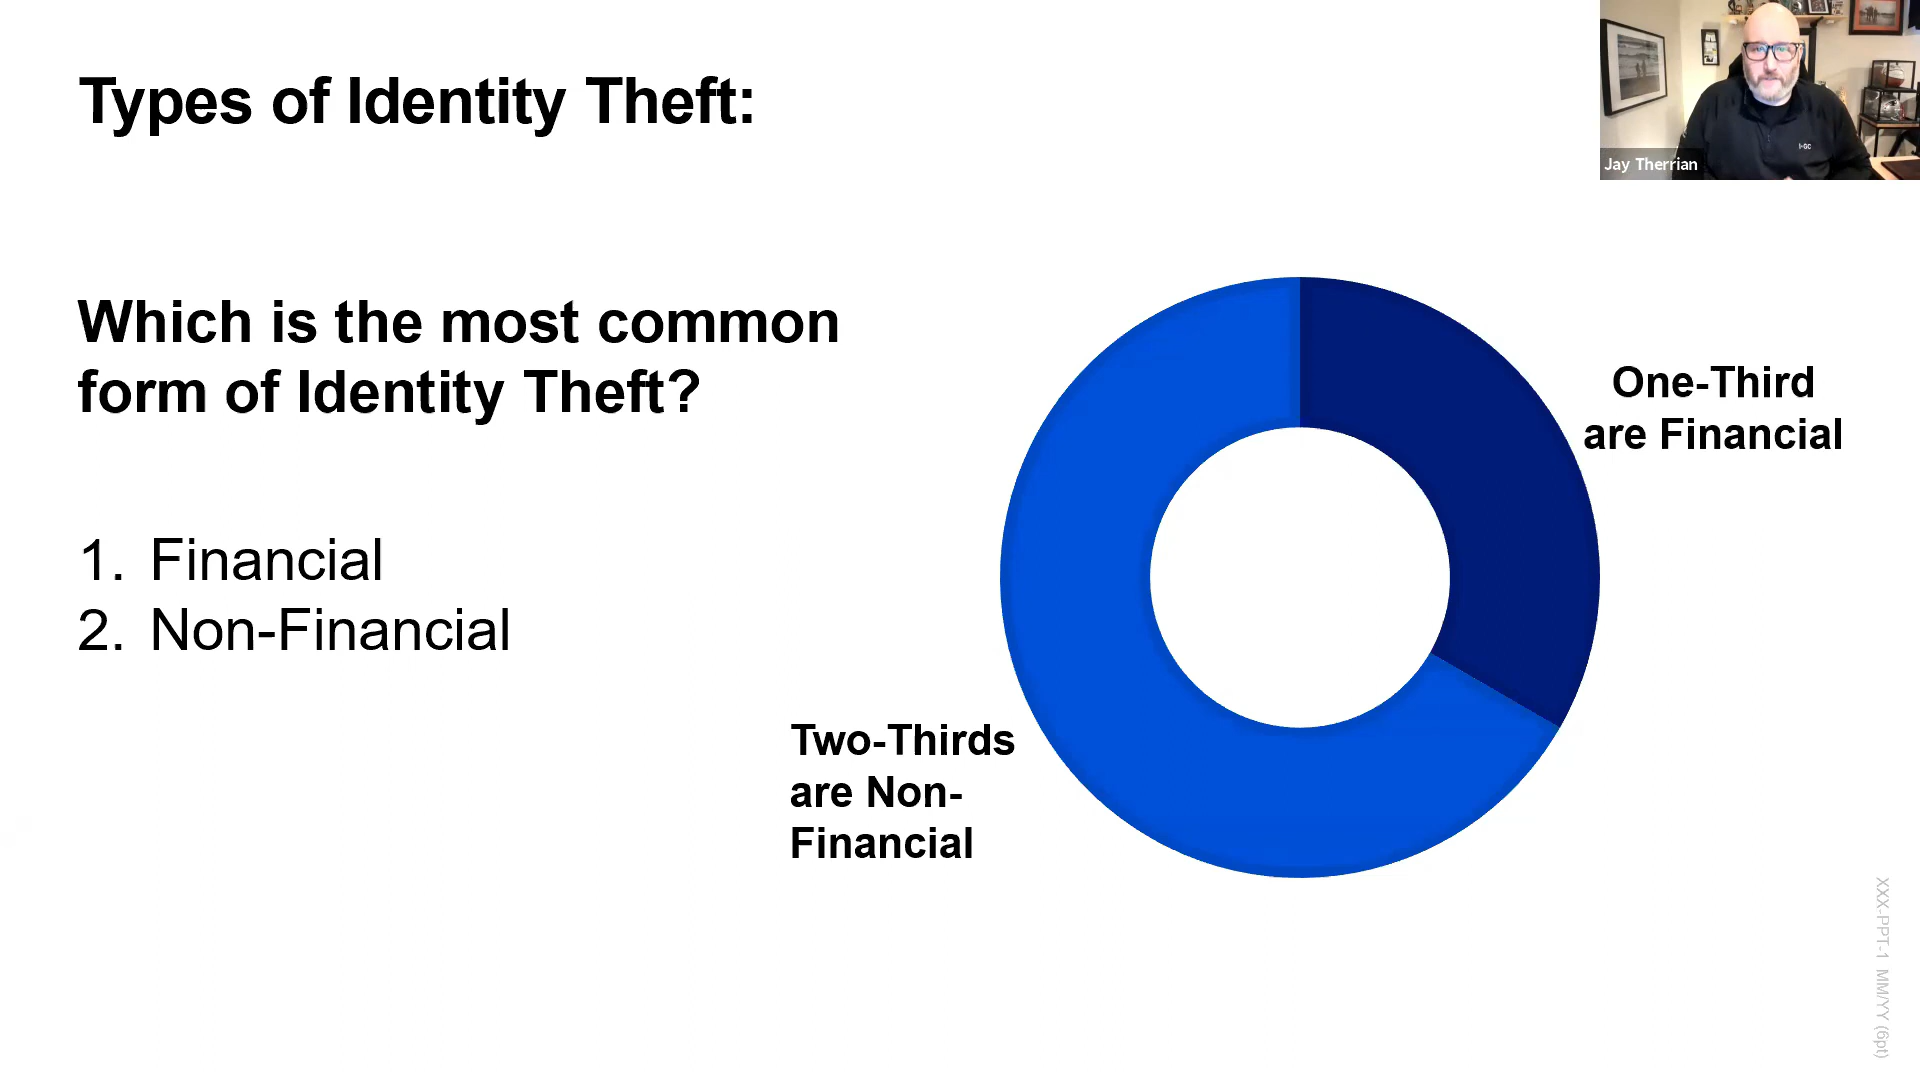 Types of Identity Theft:
Jay Therrian
Which is the most common
form of Identity Theft?
1. Financial
2. Non-Financial
One-Third
are Financial
Two-Thirds
are Non-
Financial
XXX-PPT-1 MM/YY (6pt)